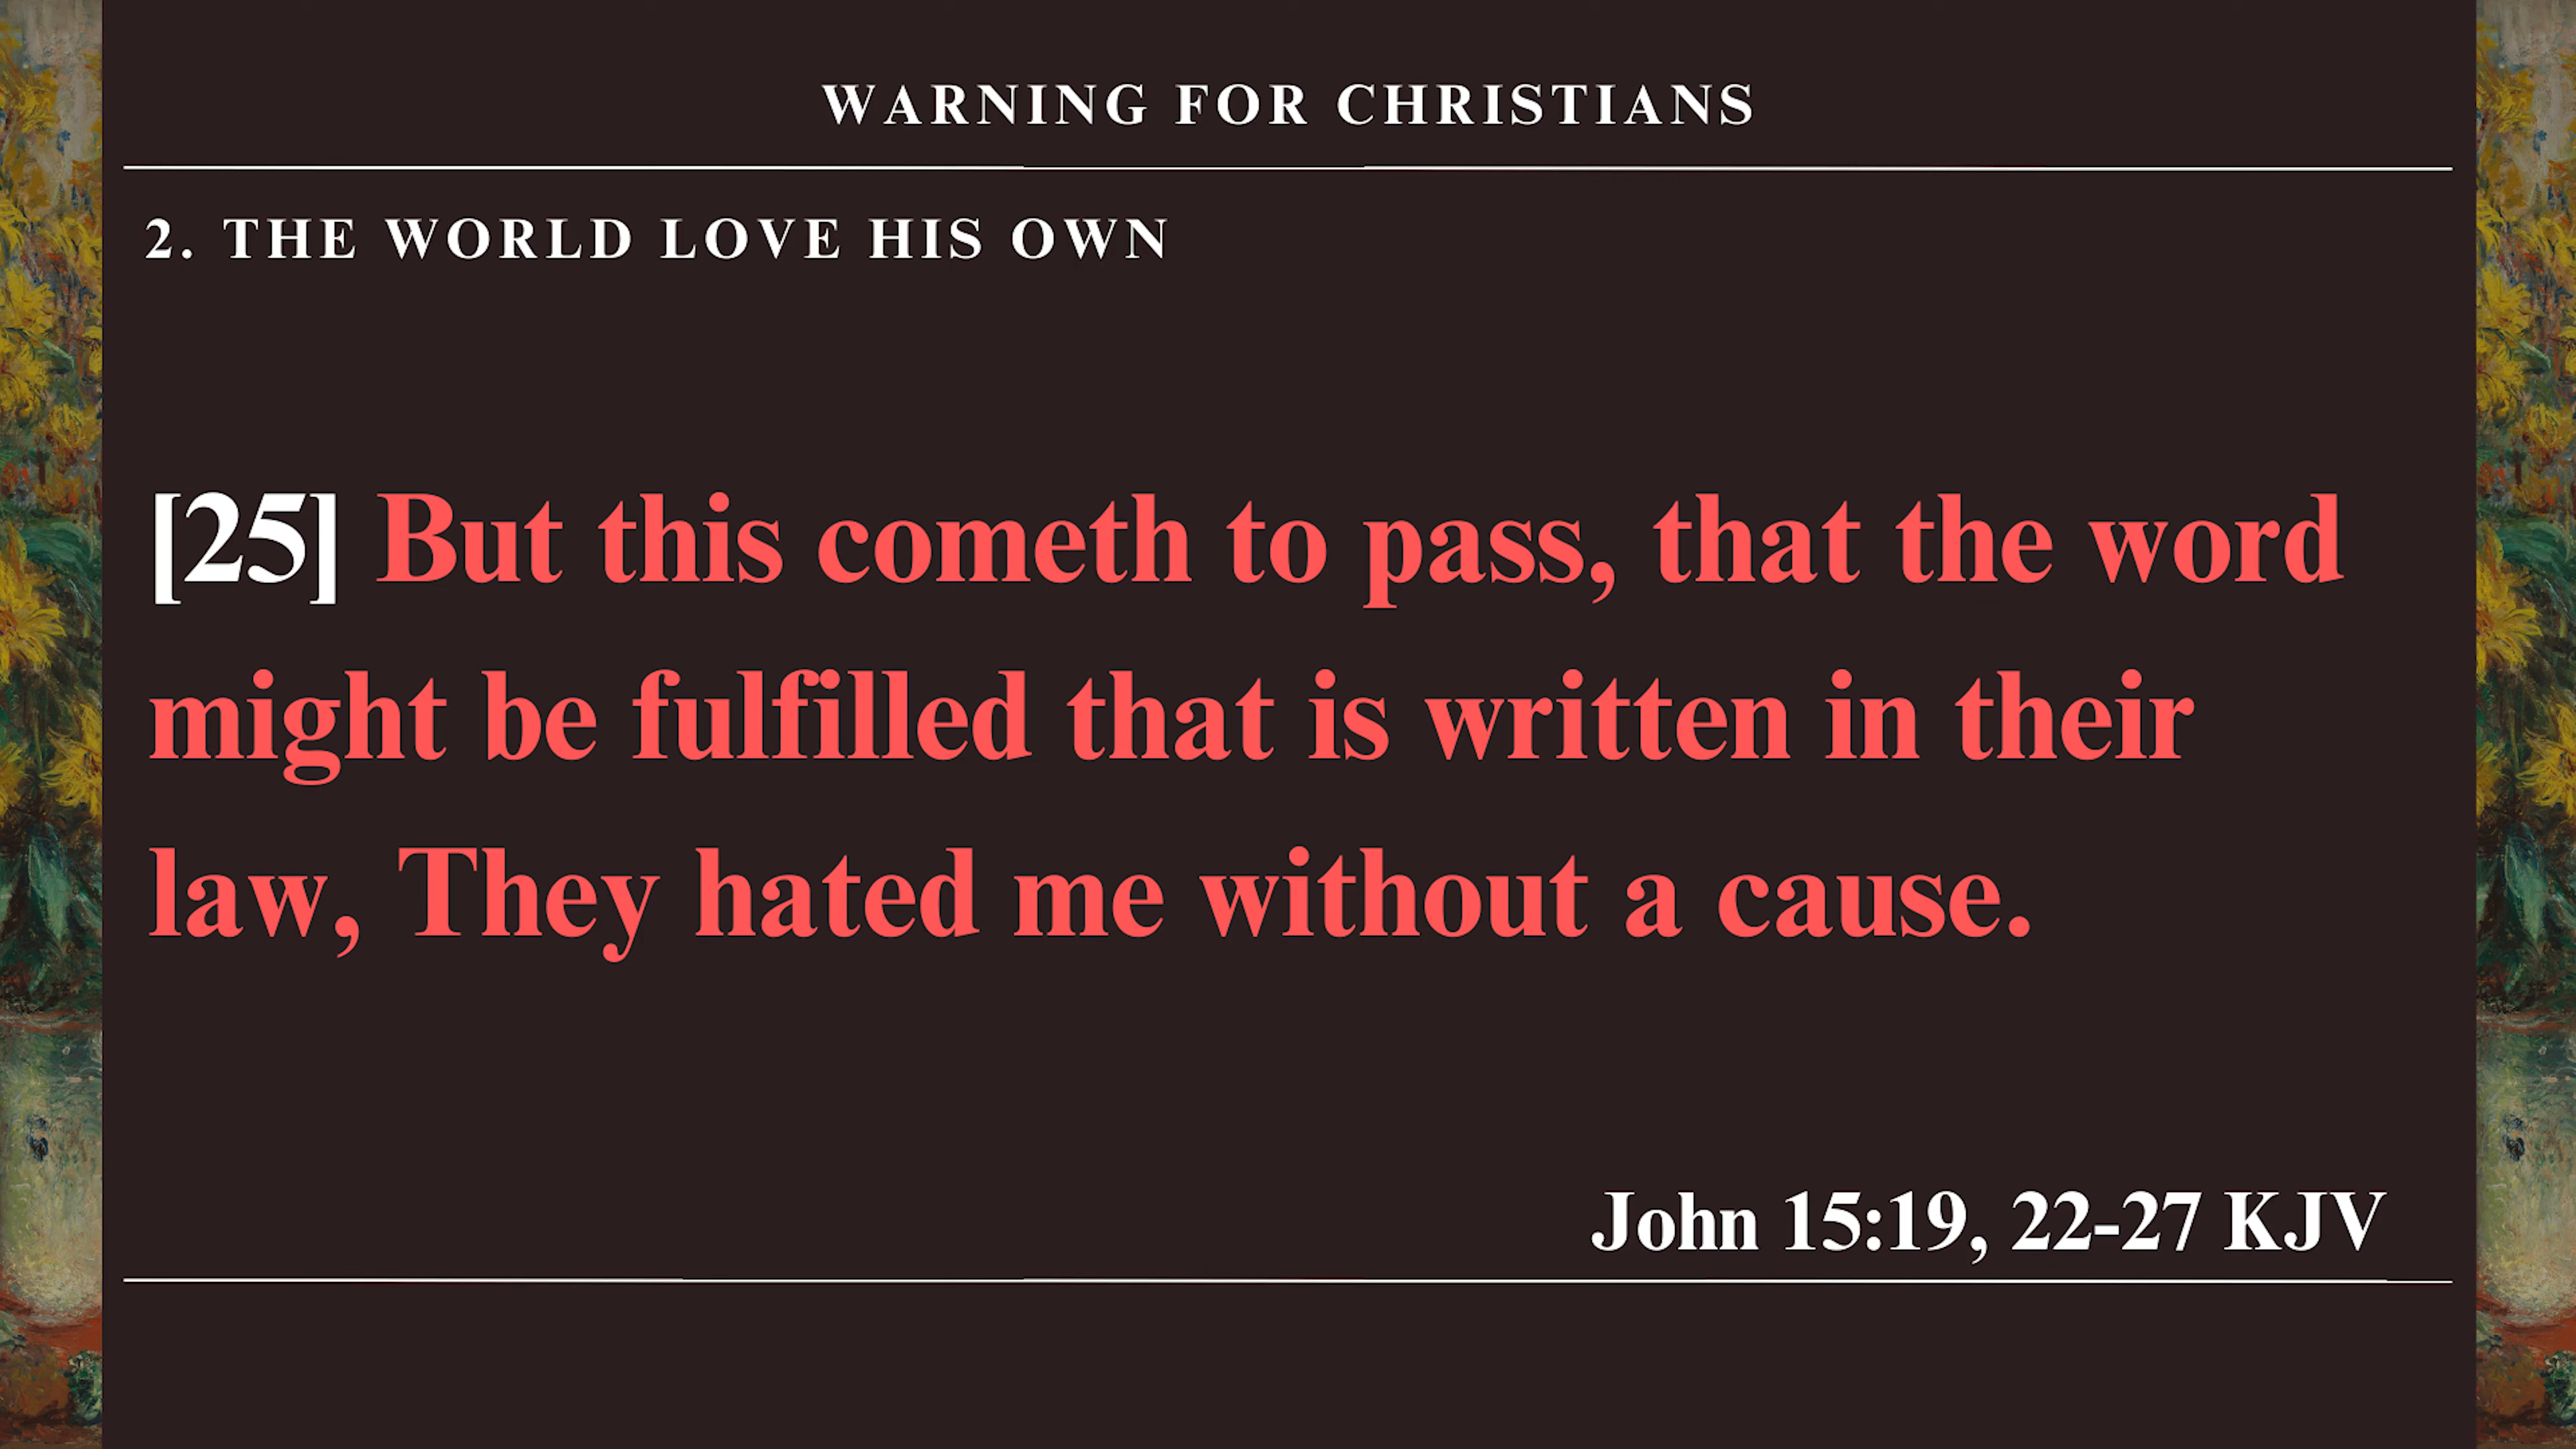 WARNING FOR CHRISTIANS
2. THE WORLD LOVE HIS OWN
[25] But this cometh to pass, that the word
might be fulfilled that is written in their
law, They hated me without a cause.
John 15:19, 22-27 KJV